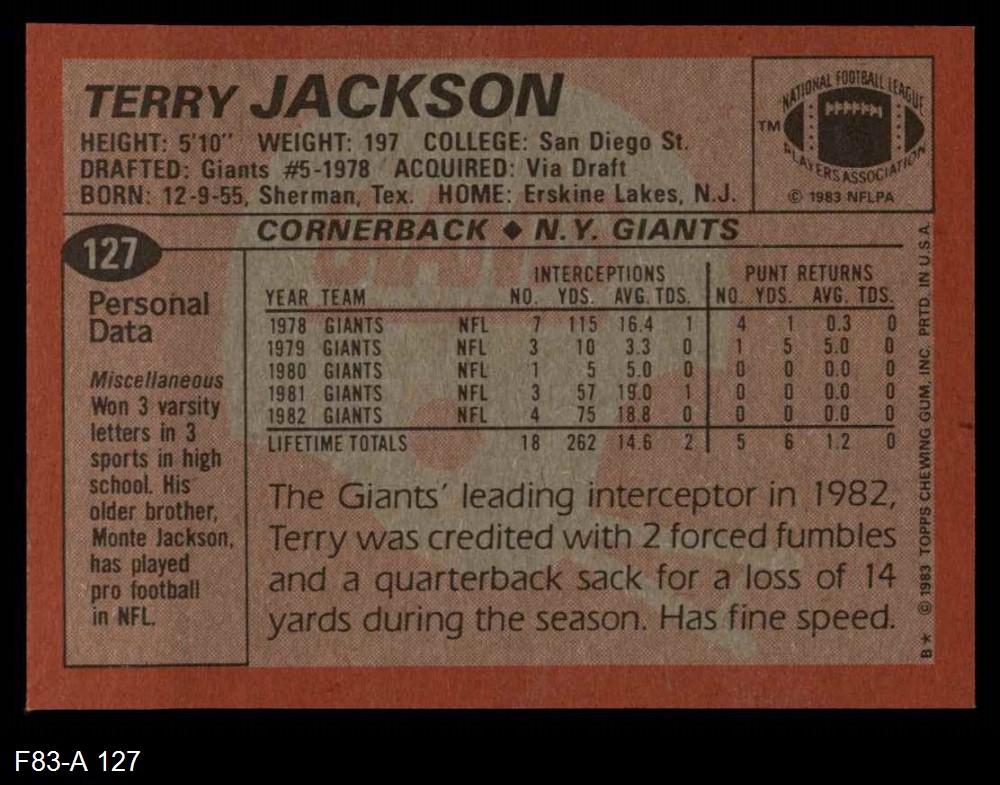 TERRY JACKSON
HEIGHT: 5'10" WEIGHT: 197 COLLEGE: San Diego St.
DRAFTED: Giants #5-1978 ACQUIRED: Via Draft
BORN: 12-9-55, Sherman, Tex. HOME: Erskine Lakes, N.J.
NATIONAL FOOTBALL LEAGUE
TM
PLAYERS ASSOCIATION
© 1983 NFLPA
CORNERBACK ◆ N.Y. GIANTS
127
Personal
Data
Miscellaneous
Won 3 varsity
letters in 3
sports in high
school. His
older brother,
Monte Jackson,
has played
pro football
in NFL.
INTERCEPTIONS PUNT RETURNS
YEAR TEAM NO. YDS. AVG. TDS. NO. YDS. AVG. TDS.
1978 GIANTS NFL 7 115 16.4 1 4 1 0.3 0
1979 GIANTS NFL 3 10 3.3 0 1 5 5.0 0
1980 GIANTS NFL 1 5 5.0 0 0 0 0.0 0
1981 GIANTS NFL 3 57 19.0 1 0 0 0.0 0
1982 GIANTS NFL 4 75 18.8 0 0 0 0.0 0
LIFETIME TOTALS 18 262 14.6 2 5 6 1.2 0
The Giants' leading interceptor in 1982,
Terry was credited with 2 forced fumbles
and a quarterback sack for a loss of 14
yards during the season. Has fine speed.
B* © 1983 TOPPS CHEWING GUM, INC. PRTD. IN U.S.A.
F83-A 127